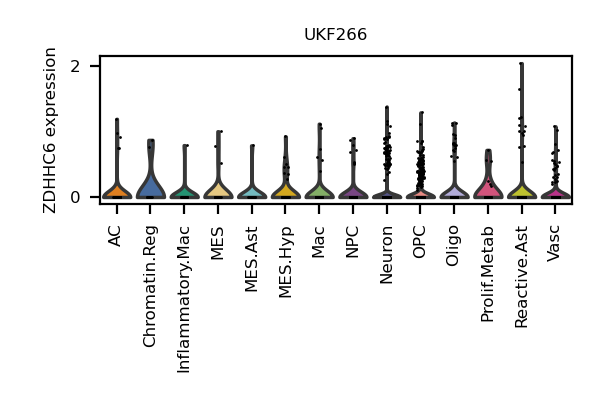 UKF266
ZDHHC6 expression
2
0
AC
Chromatin.Reg
Inflammatory.Mac
MES
MES.Ast
MES.Hyp
Mac
NPC
Neuron
OPC
Oligo
Prolif.Metab
Reactive.Ast
Vasc